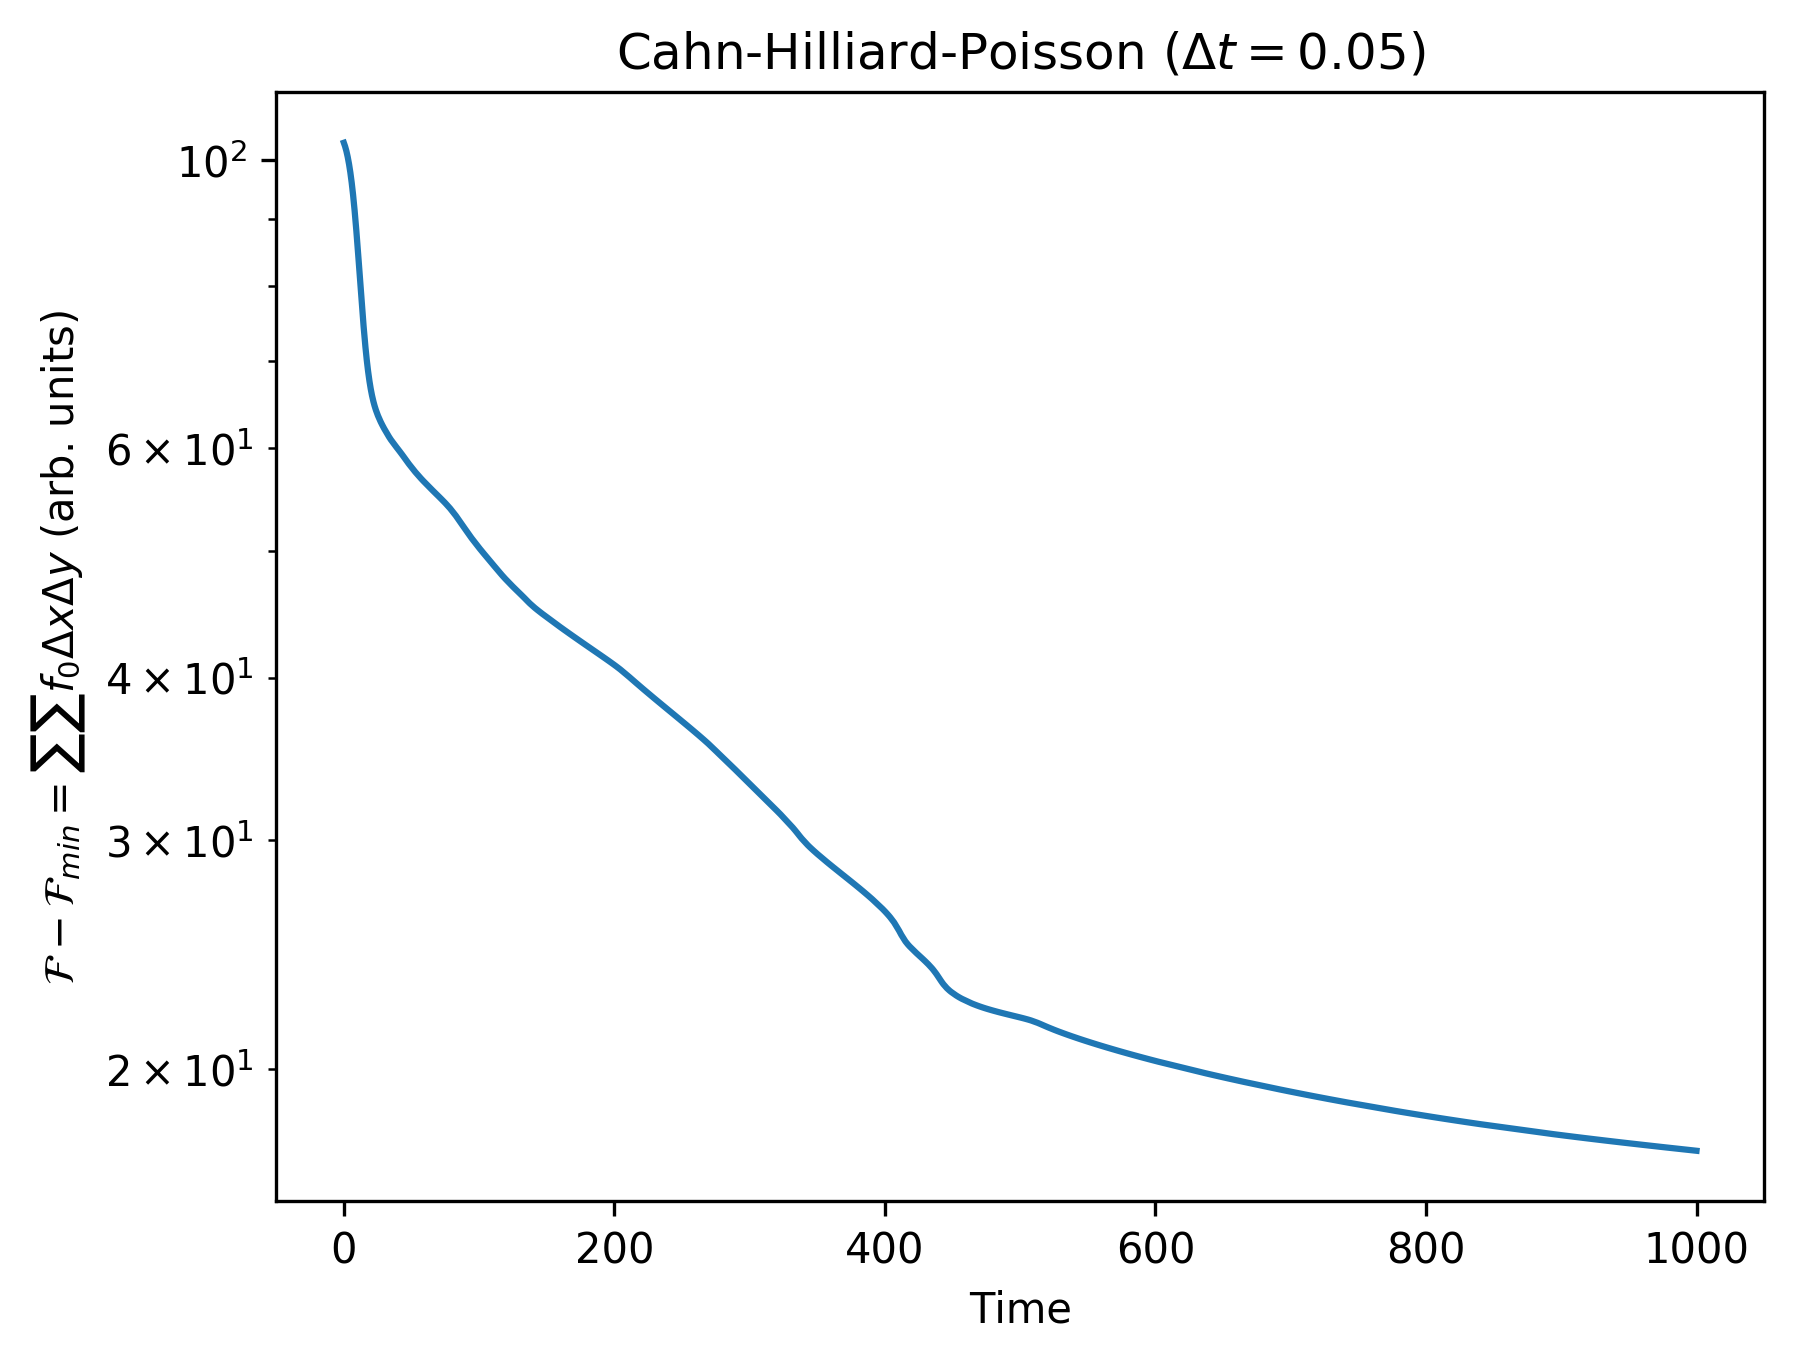 Cahn-Hilliard-Poisson (Δt = 0.05)
ℱ − ℱ_min = ∑∑ f₀ΔxΔy (arb. units)
10²
6 × 10¹
4 × 10¹
3 × 10¹
2 × 10¹
0 200 400 600 800 1000
Time